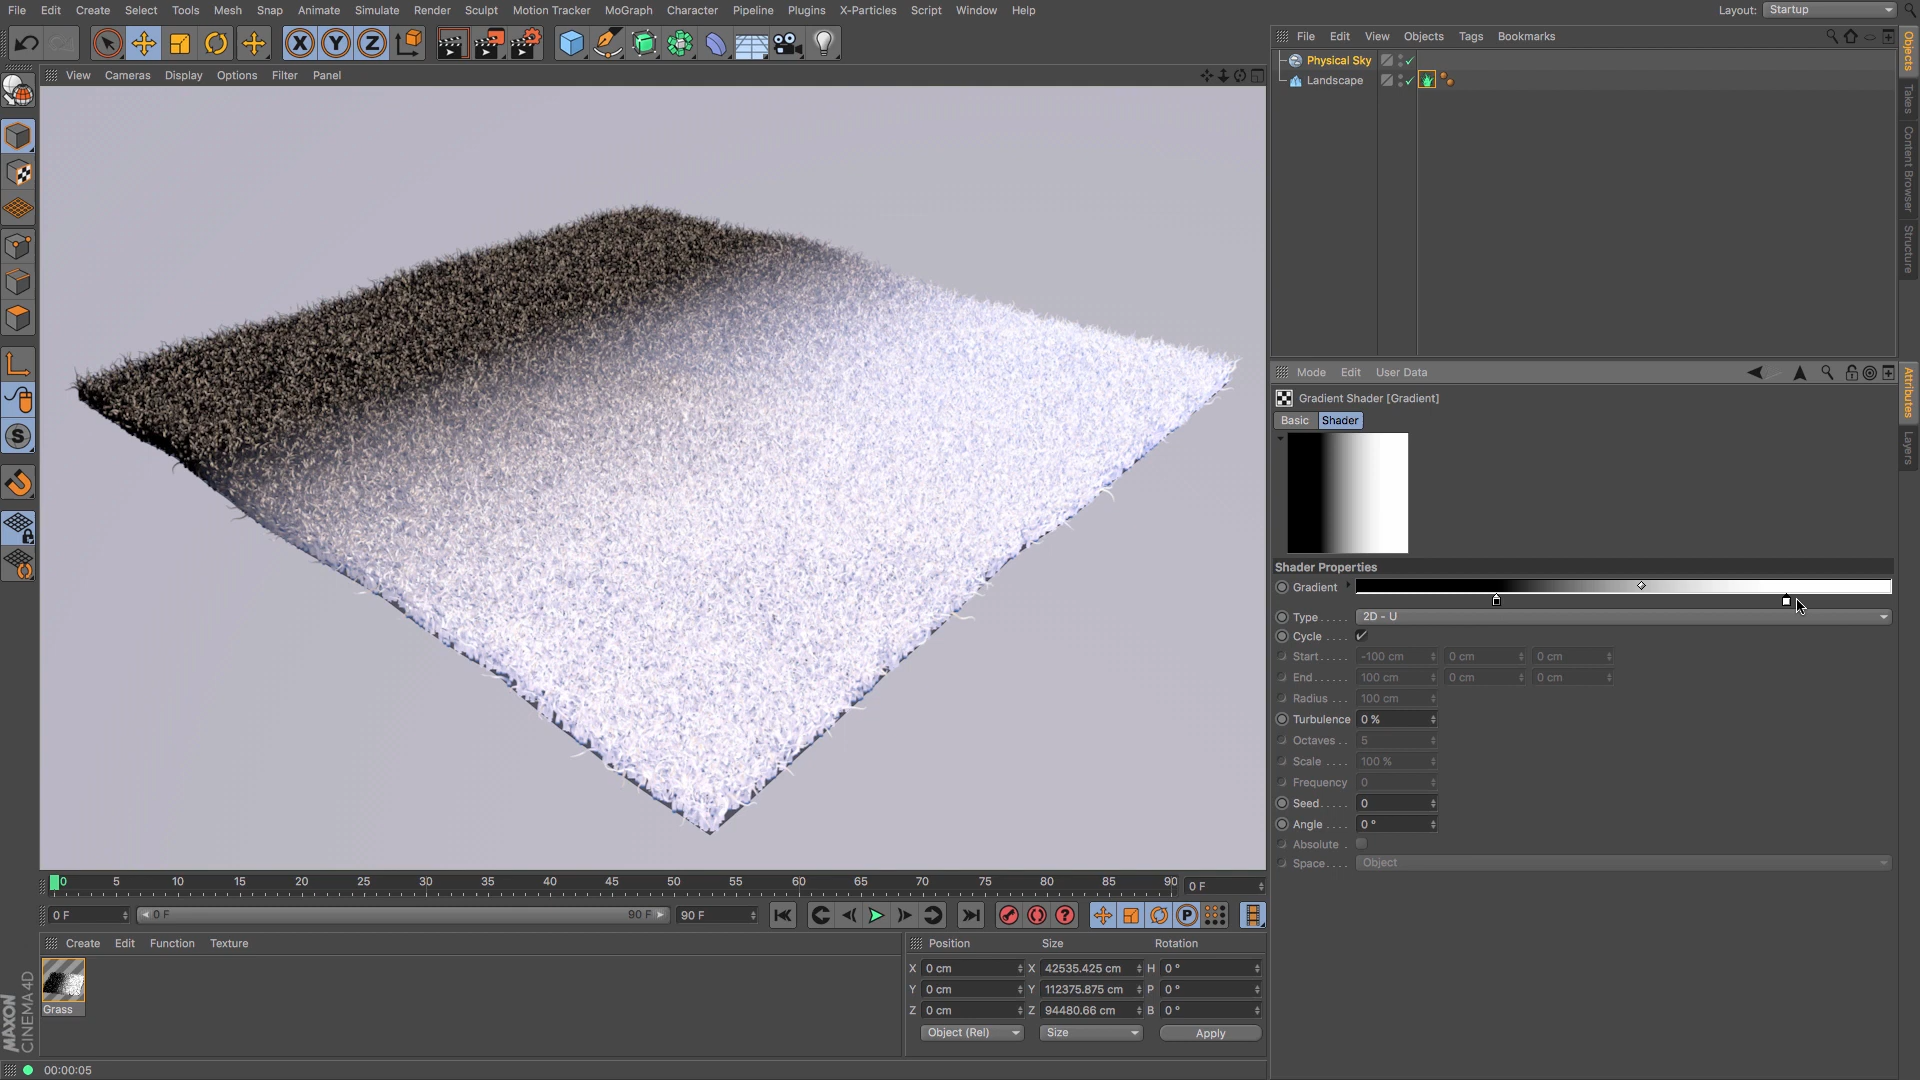 File Edit Create Select Tools Mesh Snap Animate Simulate Render Sculpt Motion Tracker MoGraph Character Pipeline Plugins X-Particles Script Window Help Layout: Startup
File Edit View Objects Tags Bookmarks
Physical Sky
Landscape
View Cameras Display Options Filter Panel
Objects
Takes
Content Browser
Structure
Mode Edit User Data
Gradient Shader [Gradient]
Basic Shader
Attributes
Layers
Shader Properties
Gradient
Type..... 2D - U
Cycle ....
Start..... -100 cm 0 cm 0 cm
End...... 100 cm 0 cm 0 cm
Radius .... 100 cm
Turbulence 0 %
Octaves . . 5
Scale .... 100 %
Frequency 0
Seed..... 0
Angle .... 0 °
Absolute .
Space.... Object
0 5 10 15 20 25 30 35 40 45 50 55 60 65 70 75 80 85 90 0 F
0 F 0 F 90 F 90 F
P
Create Edit Function Texture
Grass
Position Size Rotation
X 0 cm X 42535.425 cm H 0 °
Y 0 cm Y 112375.875 cm P 0 °
Z 0 cm Z 94480.66 cm B 0 °
Object (Rel) Size Apply
MAXON
CINEMA 4D
00:00:05
X Y Z
S